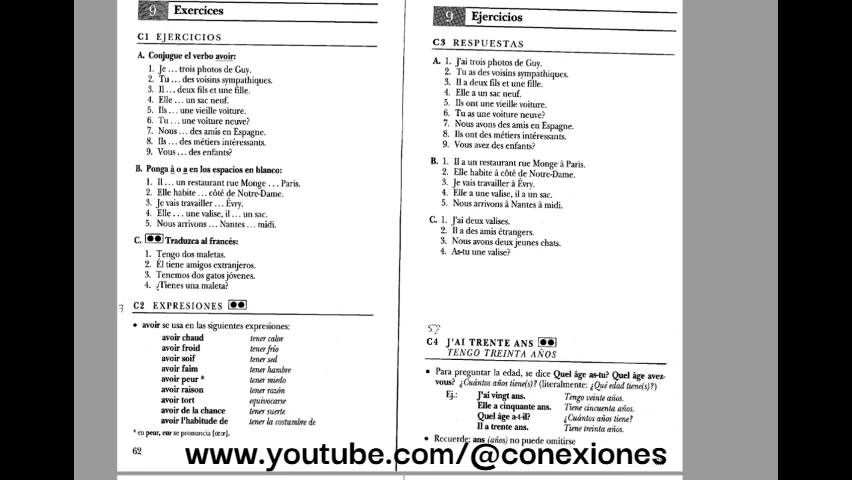 9 Exercices
C1 EJERCICIOS
A. Conjugue el verbo avoir:
1. Je ... trois photos de Guy.
2. Tu ... des voisins sympathiques.
3. Il ... deux fils et une fille.
4. Elle ... un sac neuf.
5. Ils ... une vieille voiture.
6. Tu ... une voiture neuve?
7. Nous ... des amis en Espagne.
8. Ils ... des métiers intéressants.
9. Vous ... des enfants?
B. Ponga à o a en los espacios en blanco:
1. Il ... un restaurant rue Monge ... Paris.
2. Elle habite ... côté de Notre-Dame.
3. Je vais travailler ... Évry.
4. Elle ... une valise, il ... un sac.
5. Nous arrivons ... Nantes ... midi.
C. Traduzca al francés:
1. Tengo dos maletas.
2. Él tiene amigos extranjeros.
3. Tenemos dos gatos jóvenes.
4. ¿Tienes una maleta?
C2 EXPRESIONES
• avoir se usa en las siguientes expresiones:
avoir chaud tener calor
avoir froid tener frío
avoir soif tener sed
avoir faim tener hambre
avoir peur * tener miedo
avoir raison tener razón
avoir tort equivocarse
avoir de la chance tener suerte
avoir l'habitude de tener la costumbre de
* en peur, eur se pronuncia [œr].
62
9 Ejercicios
C3 RESPUESTAS
A. 1. J'ai trois photos de Guy.
2. Tu as des voisins sympathiques.
3. Il a deux fils et une fille.
4. Elle a un sac neuf.
5. Ils ont une vieille voiture.
6. Tu as une voiture neuve?
7. Nous avons des amis en Espagne.
8. Ils ont des métiers intéressants.
9. Vous avez des enfants?
B. 1. Il a un restaurant rue Monge à Paris.
2. Elle habite à côté de Notre-Dame.
3. Je vais travailler à Évry.
4. Elle a une valise, il a un sac.
5. Nous arrivons à Nantes à midi.
C. 1. J'ai deux valises.
2. Il a des amis étrangers.
3. Nous avons deux jeunes chats.
4. As-tu une valise?
C4 J'AI TRENTE ANS
TENGO TREINTA AÑOS
• Para preguntar la edad, se dice Quel âge as-tu? Quel âge avez-
vous? ¿Cuántos años tiene(s)? (literalmente: ¿Qué edad tiene(s)?)
Ej.: J'ai vingt ans. Tengo veinte años.
Elle a cinquante ans. Tiene cincuenta años.
Quel âge a-t-il? ¿Cuántos años tiene?
Il a trente ans. Tiene treinta años.
• Recuerde: ans (años) no puede omitirse
www.youtube.com/@conexiones